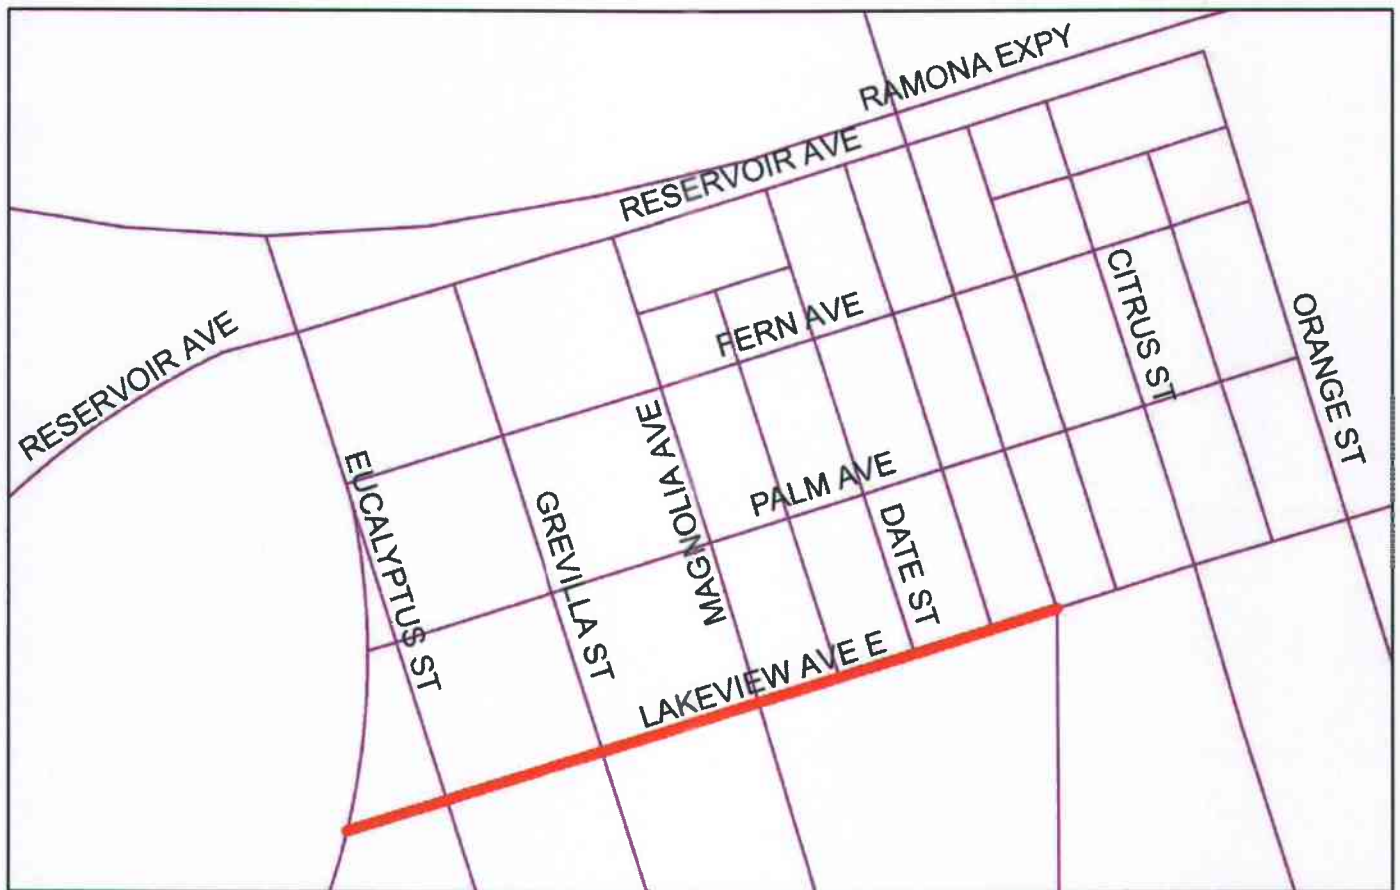 RAMONA EXPY
RESERVOIR AVE
RESERVOIR AVE
FERN AVE
CITRUS ST
ORANGE ST
EUCALYPTUS ST
GREVILLA ST
MAGNOLIA AVE
PALM AVE
DATE ST
LAKEVIEW AVE E